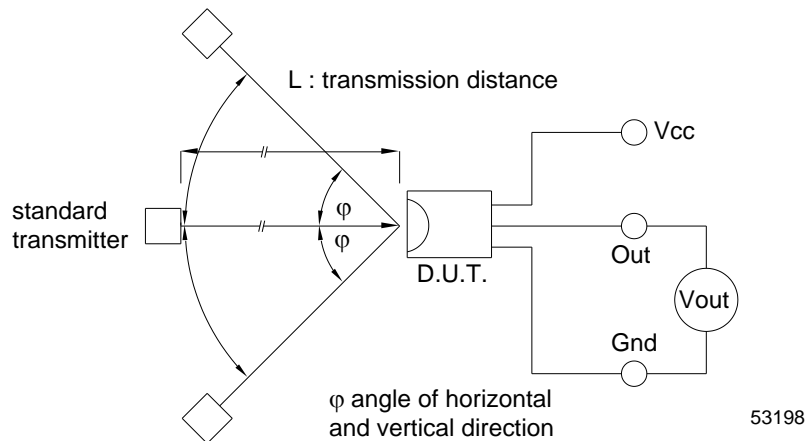 L : transmission distance
Vcc
standard
transmitter
φ
φ
D.U.T.
Out
Vout
Gnd
φ angle of horizontal
and vertical direction
53198